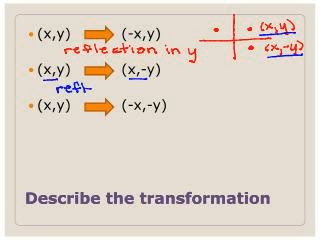 • (x,y) (-x,y) (x,y)
reflection in y (x,-y)
• (x,y) (x,-y)
refl
• (x,y) (-x,-y)
Describe the transformation